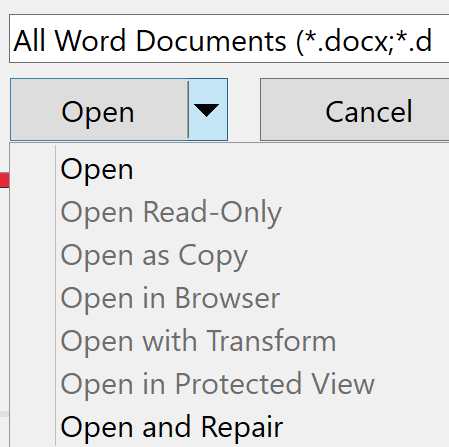 All Word Documents (*.docx;*.d
Open Cancel
Open
Open Read-Only
Open as Copy
Open in Browser
Open with Transform
Open in Protected View
Open and Repair